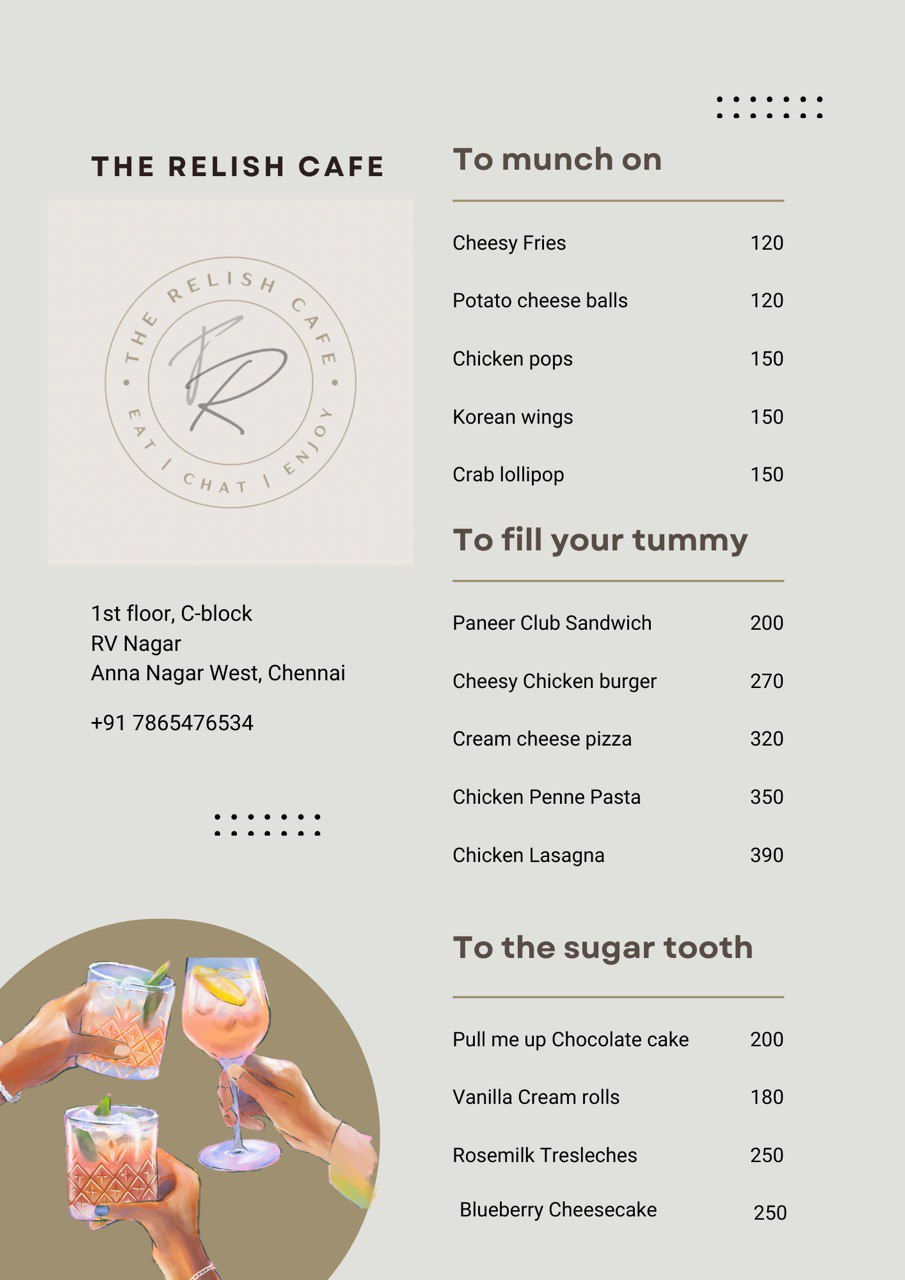 THE RELISH CAFE
THE RELISH CAFE
TR
EAT | CHAT | ENJOY
1st floor, C-block
RV Nagar
Anna Nagar West, Chennai
+91 7865476534
To munch on
Cheesy Fries 120
Potato cheese balls 120
Chicken pops 150
Korean wings 150
Crab lollipop 150
To fill your tummy
Paneer Club Sandwich 200
Cheesy Chicken burger 270
Cream cheese pizza 320
Chicken Penne Pasta 350
Chicken Lasagna 390
To the sugar tooth
Pull me up Chocolate cake 200
Vanilla Cream rolls 180
Rosemilk Tresleches 250
Blueberry Cheesecake 250